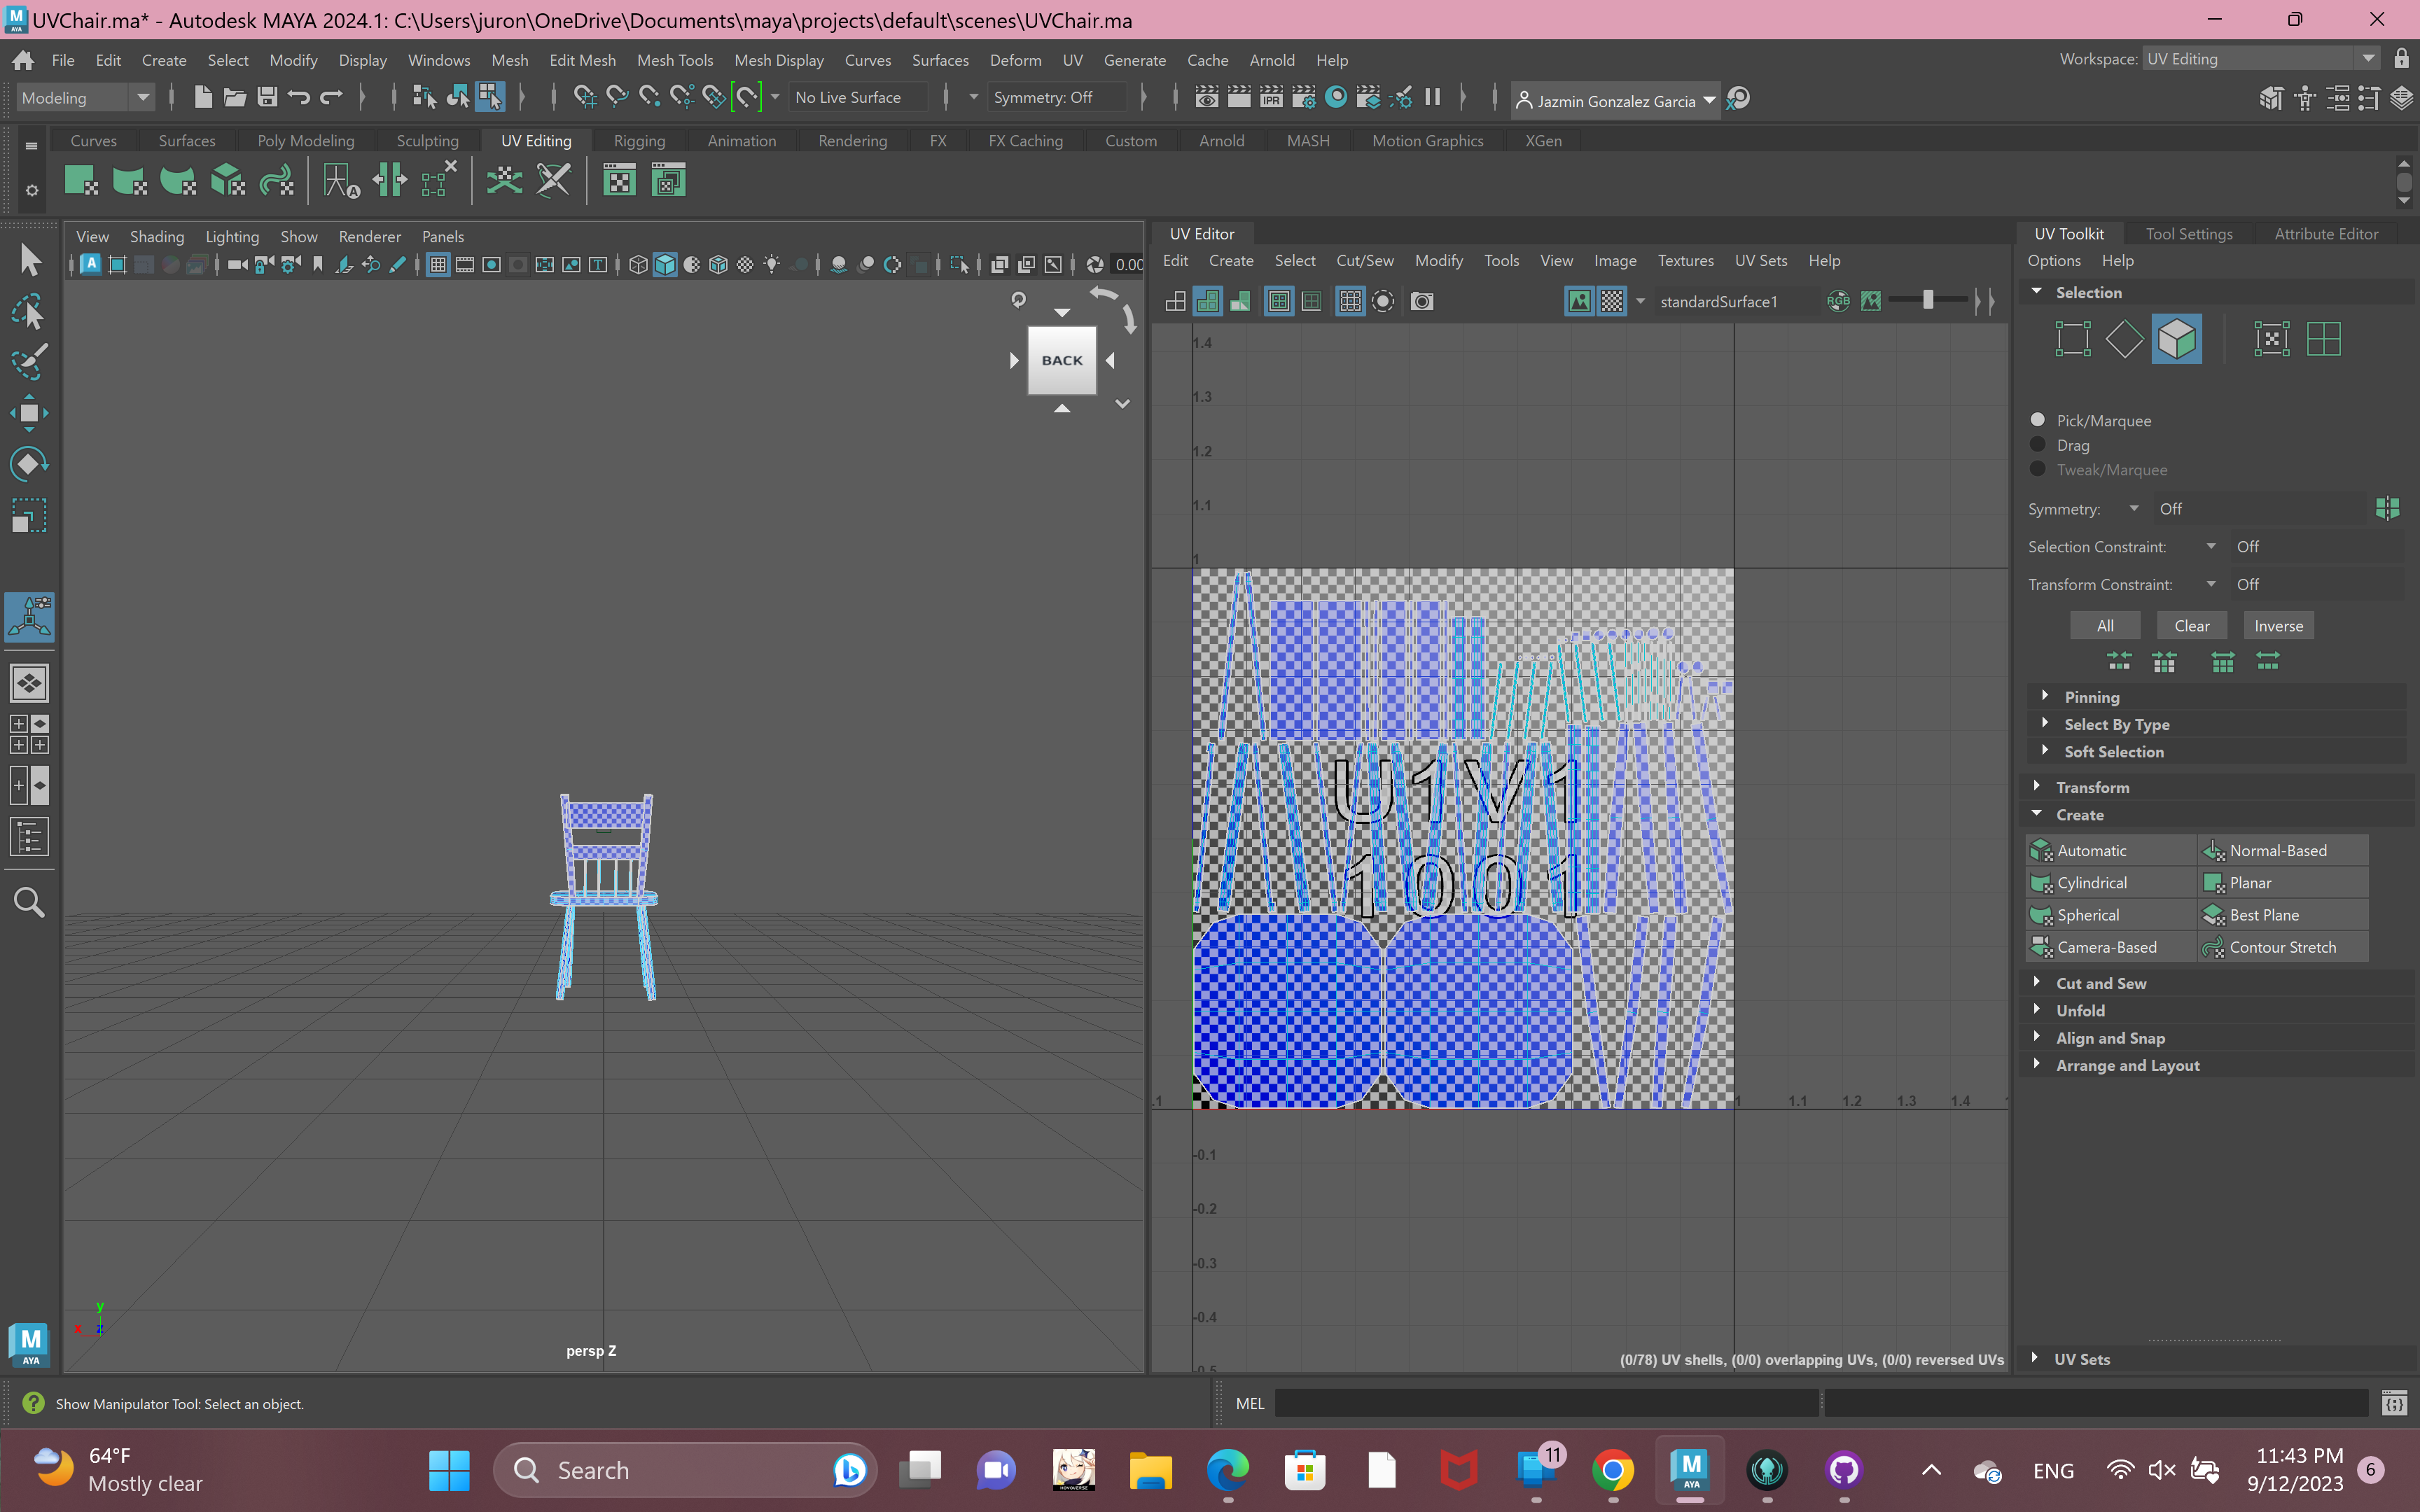 UVChair.ma* - Autodesk MAYA 2024.1: C:\Users\juron\OneDrive\Documents\maya\projects\default\scenes\UVChair.ma
File Edit Create Select Modify Display Windows Mesh Edit Mesh Mesh Tools Mesh Display Curves Surfaces Deform UV Generate Cache Arnold Help
Workspace: UV Editing
Modeling
No Live Surface
Symmetry: Off
IPR
Jazmin Gonzalez Garcia
Curves Surfaces Poly Modeling Sculpting UV Editing Rigging Animation Rendering FX FX Caching Custom Arnold MASH Motion Graphics XGen
View Shading Lighting Show Renderer Panels
0.00
BACK
persp Z
y
x z
UV Editor
Edit Create Select Cut/Sew Modify Tools View Image Textures UV Sets Help
standardSurface1
RGB
1.4
1.3
1.2
1.1
1
U1V1
1001
.1 1 1.1 1.2 1.3 1.4
-0.1
-0.2
-0.3
-0.4
(0/78) UV shells, (0/0) overlapping UVs, (0/0) reversed UVs
UV Toolkit Tool Settings Attribute Editor
Options Help
Selection
Pick/Marquee
Drag
Tweak/Marquee
Symmetry: Off
Selection Constraint: Off
Transform Constraint: Off
All Clear Inverse
Pinning
Select By Type
Soft Selection
Transform
Create
Automatic Normal-Based
Cylindrical Planar
Spherical Best Plane
Camera-Based Contour Stretch
Cut and Sew
Unfold
Align and Snap
Arrange and Layout
UV Sets
M
AYA
Show Manipulator Tool: Select an object.
MEL
64°F
Mostly clear
Search
11
ENG
11:43 PM
9/12/2023
6